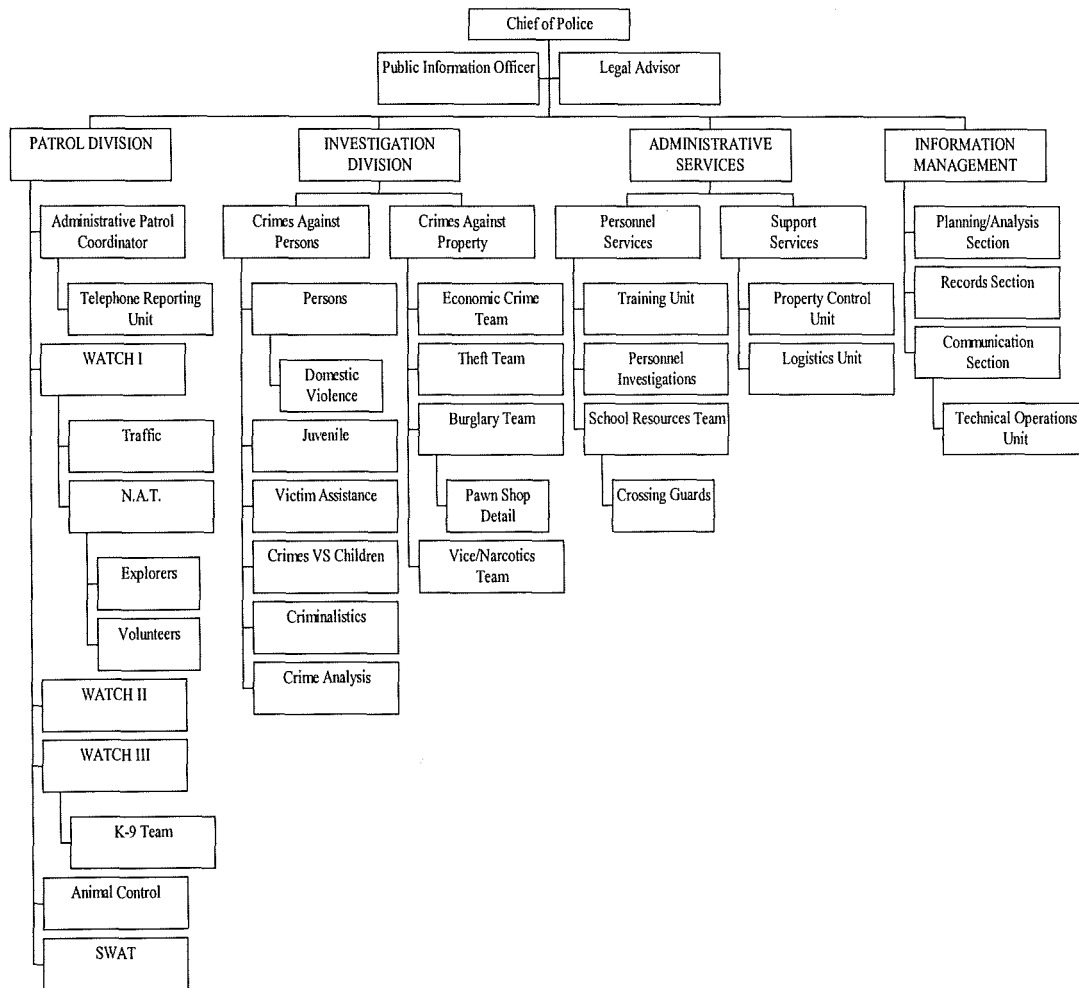 Chief of Police
Public Information Officer
Legal Advisor
PATROL DIVISION
Administrative Patrol
Coordinator
Telephone Reporting
Unit
WATCH I
Traffic
N.A.T.
Explorers
Volunteers
WATCH II
WATCH III
K-9 Team
Animal Control
SWAT
INVESTIGATION
DIVISION
Crimes Against
Persons
Persons
Domestic
Violence
Juvenile
Victim Assistance
Crimes VS Children
Criminalistics
Crime Analysis
Crimes Against
Property
Economic Crime
Team
Theft Team
Burglary Team
Pawn Shop
Detail
Vice/Narcotics
Team
ADMINISTRATIVE
SERVICES
Personnel
Services
Training Unit
Personnel
Investigations
School Resources Team
Crossing Guards
Support
Services
Property Control
Unit
Logistics Unit
INFORMATION
MANAGEMENT
Planning/Analysis
Section
Records Section
Communication
Section
Technical Operations
Unit